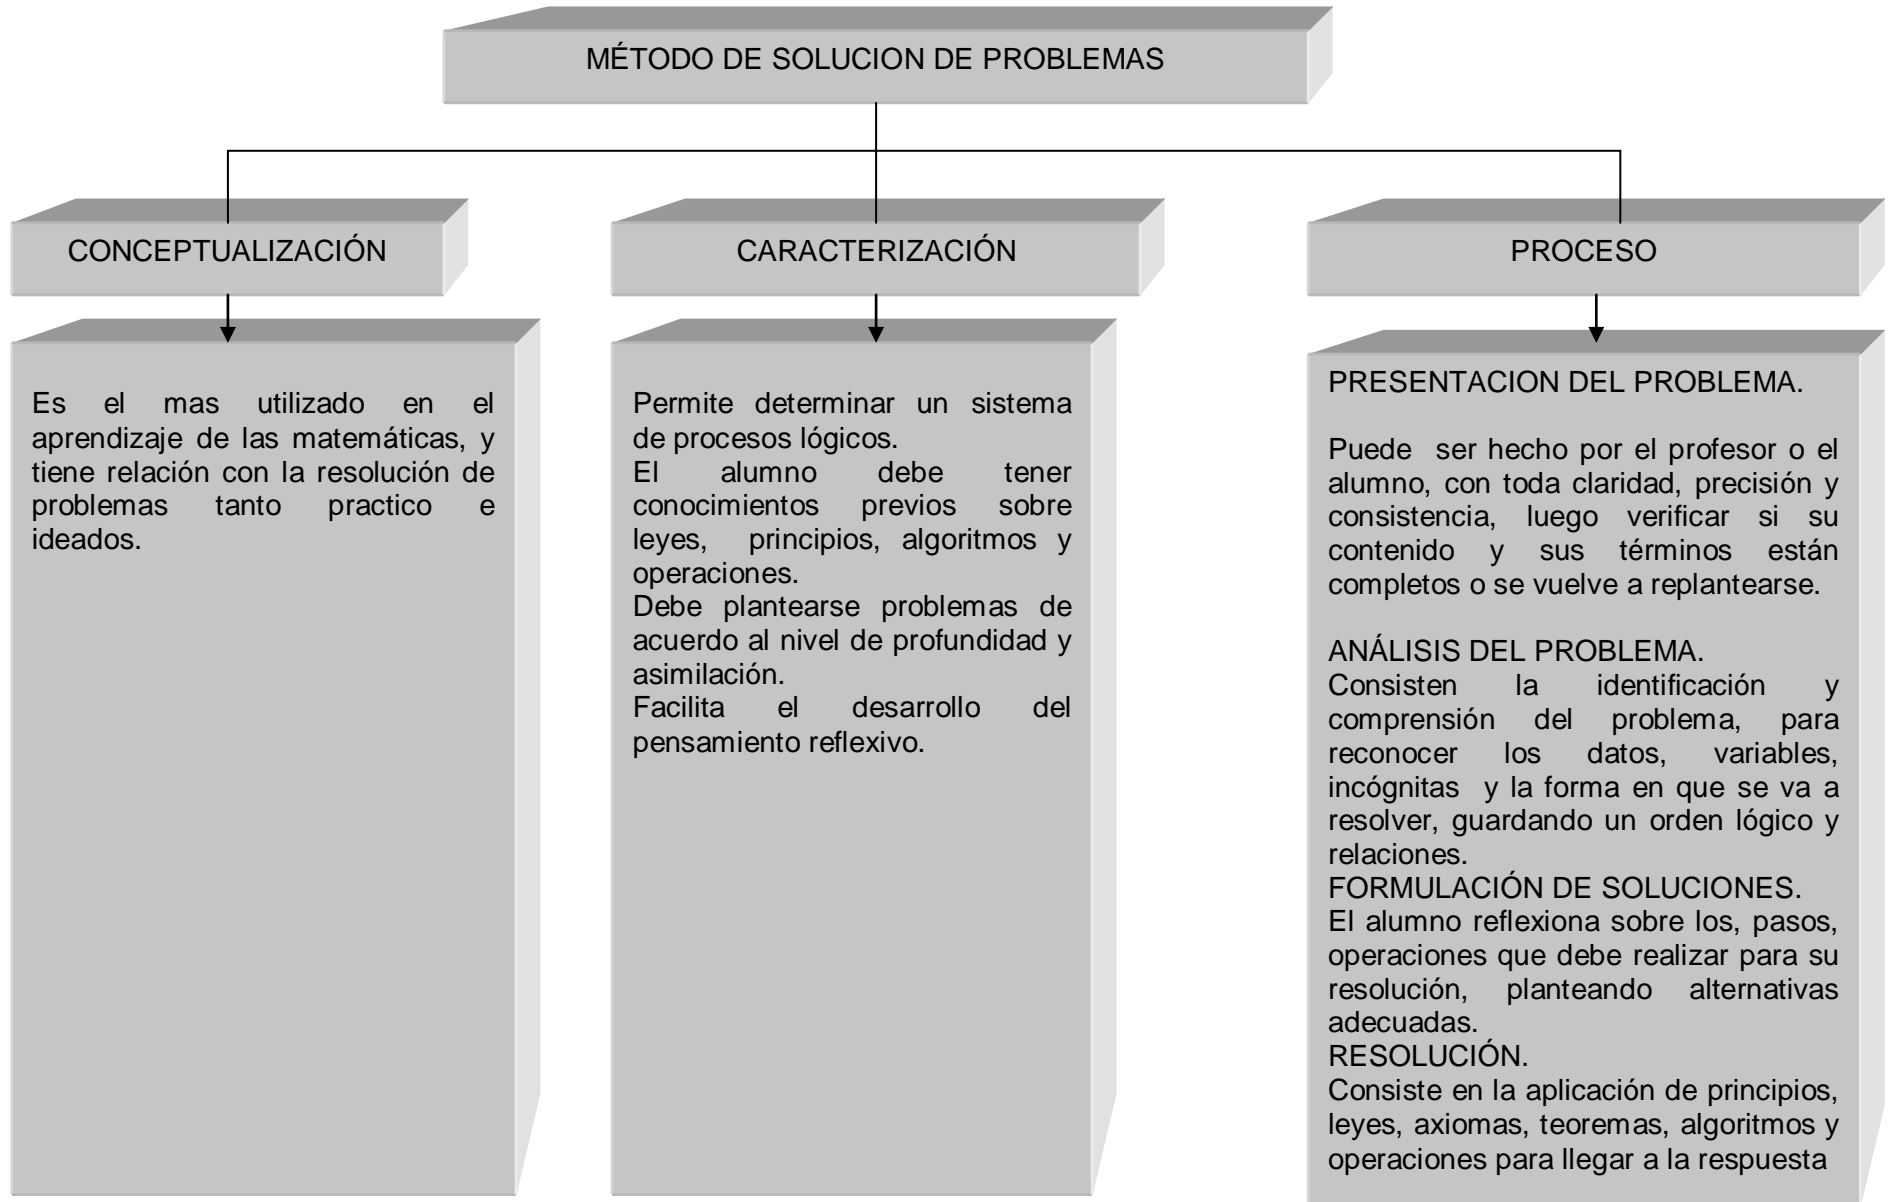 MÉTODO DE SOLUCION DE PROBLEMAS
CONCEPTUALIZACIÓN
Es el mas utilizado en el
aprendizaje de las matemáticas, y
tiene relación con la resolución de
problemas tanto practico e
ideados.
CARACTERIZACIÓN
Permite determinar un sistema
de procesos lógicos.
El alumno debe tener
conocimientos previos sobre
leyes, principios, algoritmos y
operaciones.
Debe plantearse problemas de
acuerdo al nivel de profundidad y
asimilación.
Facilita el desarrollo del
pensamiento reflexivo.
PROCESO
PRESENTACION DEL PROBLEMA.
Puede ser hecho por el profesor o el
alumno, con toda claridad, precisión y
consistencia, luego verificar si su
contenido y sus términos están
completos o se vuelve a replantearse.
ANÁLISIS DEL PROBLEMA.
Consisten la identificación y
comprensión del problema, para
reconocer los datos, variables,
incógnitas y la forma en que se va a
resolver, guardando un orden lógico y
relaciones.
FORMULACIÓN DE SOLUCIONES.
El alumno reflexiona sobre los, pasos,
operaciones que debe realizar para su
resolución, planteando alternativas
adecuadas.
RESOLUCIÓN.
Consiste en la aplicación de principios,
leyes, axiomas, teoremas, algoritmos y
operaciones para llegar a la respuesta